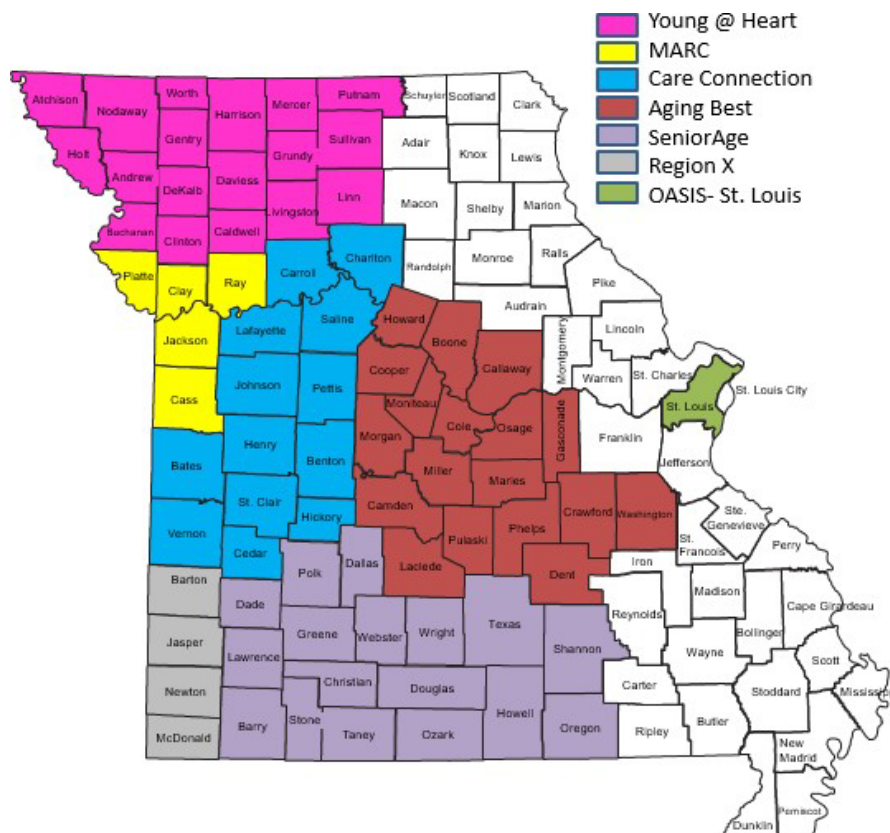 Young @ Heart
MARC
Care Connection
Aging Best
SeniorAge
Region X
OASIS- St. Louis
Atchison
Nodaway
Worth
Harrison
Mercer
Putnam
Schuyler
Scotland
Clark
Gentry
Sullivan
Adair
Knox
Lewis
Holt
Andrew
DeKalb
Daviess
Grundy
Linn
Macon
Shelby
Marion
Buchanan
Clinton
Caldwell
Livingston
Chariton
Randolph
Monroe
Ralls
Pike
Platte
Clay
Ray
Carroll
Audrain
Jackson
Lafayette
Saline
Howard
Boone
Callaway
Montgomery
Lincoln
Warren
St. Charles
St. Louis City
St. Louis
Cass
Johnson
Pettis
Cooper
Moniteau
Cole
Osage
Gasconade
Franklin
Jefferson
Bates
Henry
Benton
Morgan
Miller
Maries
Vernon
St. Clair
Hickory
Camden
Pulaski
Phelps
Crawford
Washington
Ste.
Genevieve
St.
Francois
Perry
Cedar
Polk
Dallas
Laclede
Dent
Iron
Madison
Cape Girardeau
Barton
Dade
Greene
Webster
Wright
Texas
Shannon
Reynolds
Wayne
Bollinger
Scott
Jasper
Lawrence
Christian
Douglas
Howell
Carter
Stoddard
Mississippi
Newton
Barry
Stone
Taney
Ozark
Oregon
Ripley
Butler
New
Madrid
McDonald
Dunklin
Pemiscot